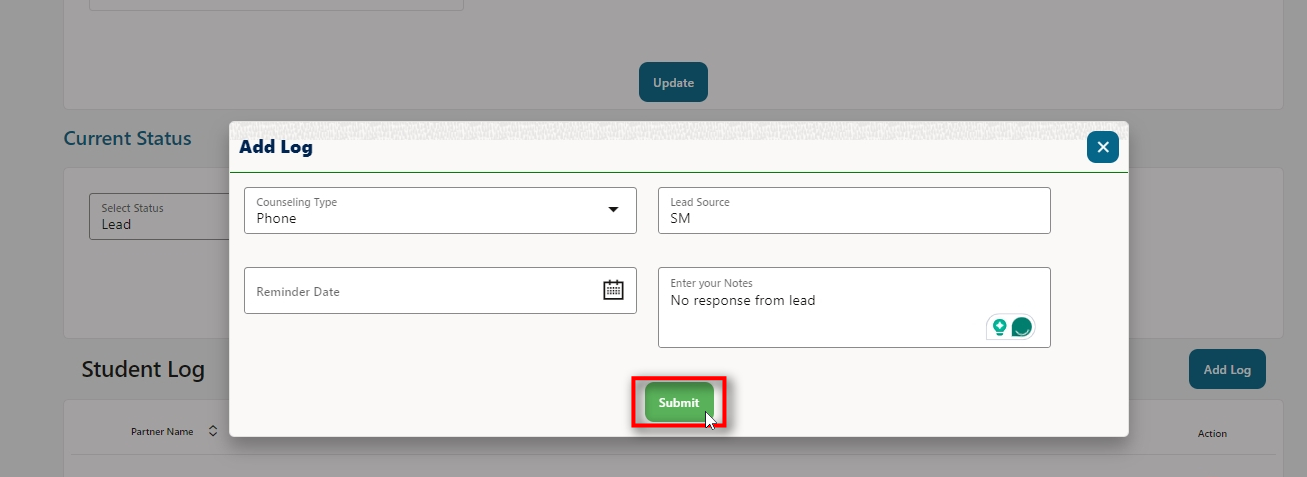 Update
Current Status
Add Log
Select Status
Lead
Counseling Type
Phone
Lead Source
SM
Reminder Date
Enter your Notes
No response from lead
Submit
Student Log
Add Log
Partner Name
Action